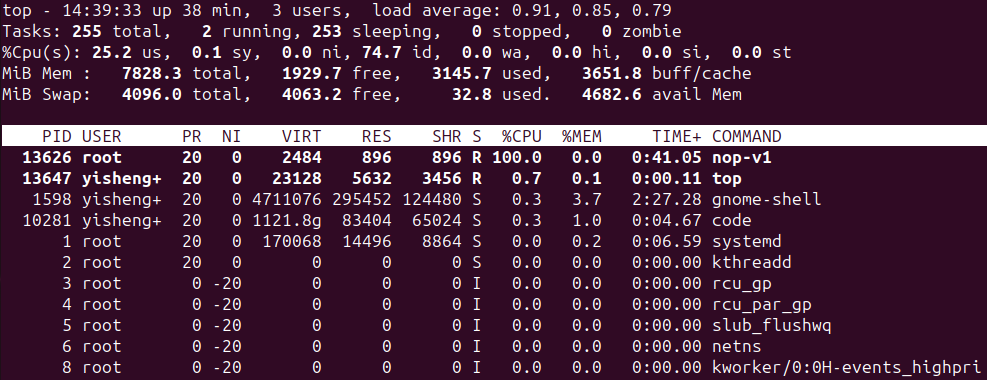 top - 14:39:33 up 38 min,  3 users,  load average: 0.91, 0.85, 0.79
Tasks: 255 total,   2 running, 253 sleeping,   0 stopped,   0 zombie
%Cpu(s): 25.2 us,  0.1 sy,  0.0 ni, 74.7 id,  0.0 wa,  0.0 hi,  0.0 si,  0.0 st
MiB Mem :   7828.3 total,   1929.7 free,   3145.7 used,   3651.8 buff/cache
MiB Swap:   4096.0 total,   4063.2 free,     32.8 used.   4682.6 avail Mem
PID USER      PR  NI    VIRT    RES    SHR S  %CPU  %MEM     TIME+ COMMAND
13626 root      20   0    2484    896    896 R 100.0   0.0   0:41.05 nop-v1
13647 yisheng+  20   0   23128   5632   3456 R   0.7   0.1   0:00.11 top
1598 yisheng+  20   0 4711076 295452 124480 S   0.3   3.7   2:27.28 gnome-shell
10281 yisheng+  20   0 1121.8g  83404  65024 S   0.3   1.0   0:04.67 code
1 root      20   0  170068  14496   8864 S   0.0   0.2   0:06.59 systemd
2 root      20   0       0      0      0 S   0.0   0.0   0:00.00 kthreadd
3 root       0 -20       0      0      0 I   0.0   0.0   0:00.00 rcu_gp
4 root       0 -20       0      0      0 I   0.0   0.0   0:00.00 rcu_par_gp
5 root       0 -20       0      0      0 I   0.0   0.0   0:00.00 slub_flushwq
6 root       0 -20       0      0      0 I   0.0   0.0   0:00.00 netns
8 root       0 -20       0      0      0 I   0.0   0.0   0:00.00 kworker/0:0H-events_highpri